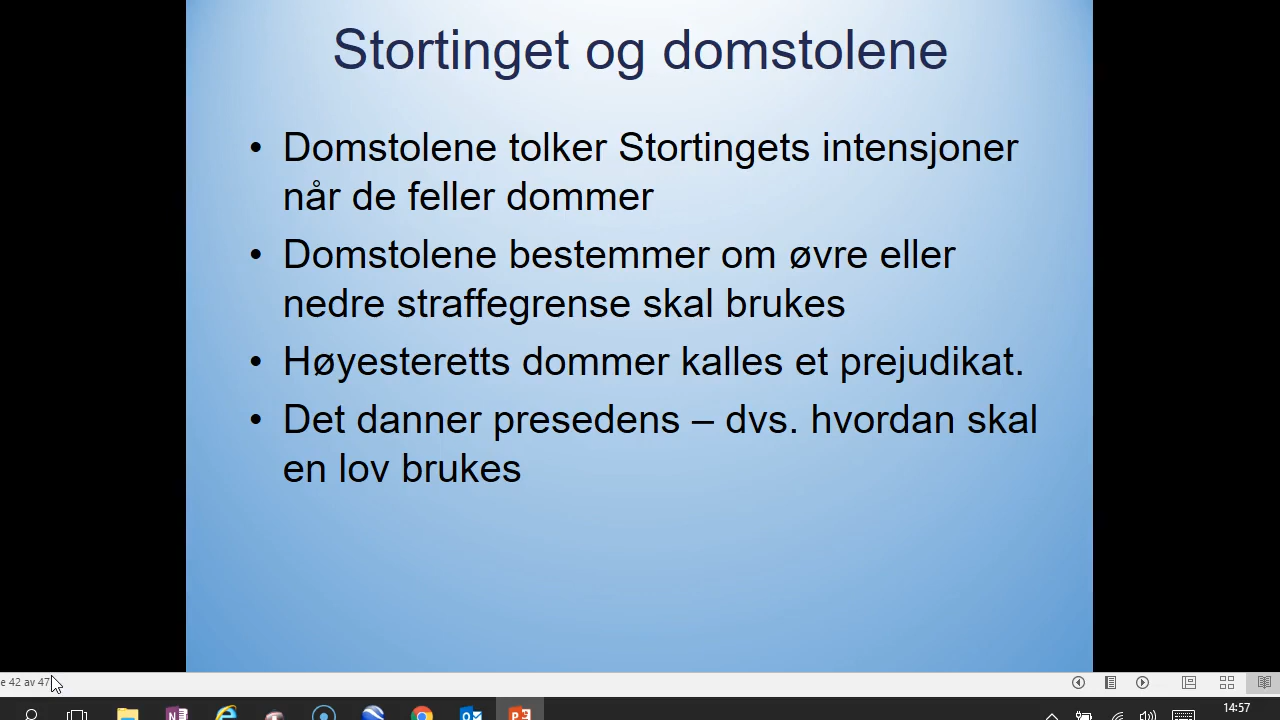 Stortinget og domstolene
• Domstolene tolker Stortingets intensjoner
når de feller dommer
• Domstolene bestemmer om øvre eller
nedre straffegrense skal brukes
• Høyesteretts dommer kalles et prejudikat.
• Det danner presedens – dvs. hvordan skal
en lov brukes
e 42 av 47
14:57